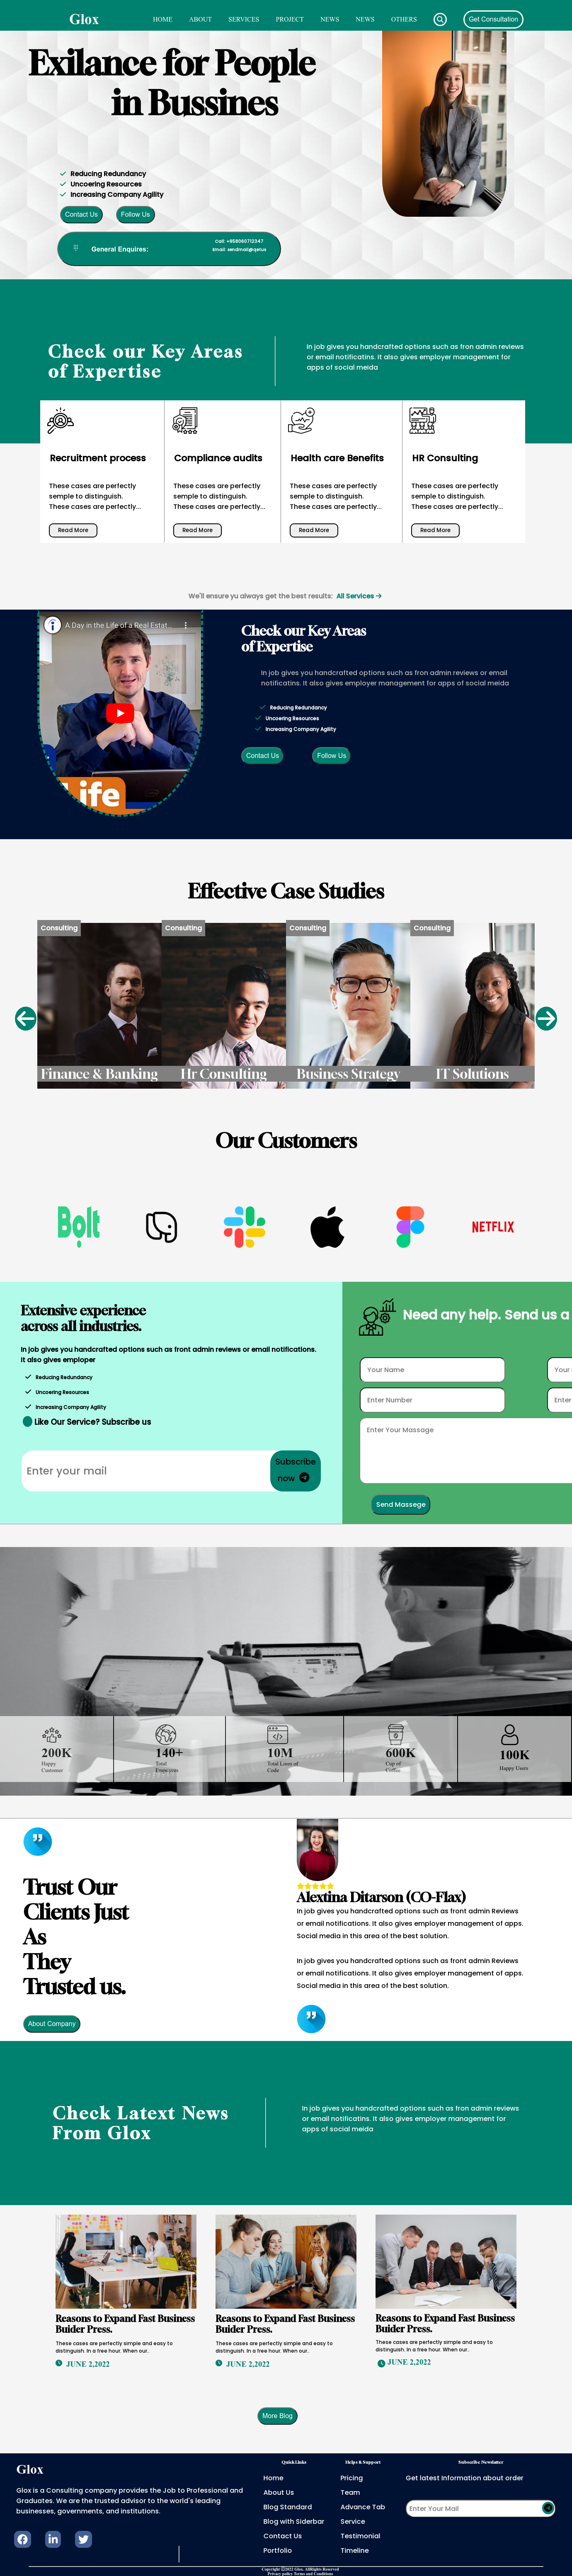 Glox
HOME ABOUT SERVICES PROJECT NEWS NEWS OTHERS Get Consultation
Exilance for People
in Bussines
Reducing Redundancy
Uncoering Resources
Increasing Company Agility
Contact Us Follow Us
General Enquires:
Call: +958060712347
Email: sendmail@qetus
Check our Key Areas
of Expertise
In job gives you handcrafted options such as fron admin reviews
or email notificatins. It also gives employer management for
apps of social meida
Recruitment process
These cases are perfectly
semple to distinguish.
These cases are perfectly...
Read More
Compliance audits
These cases are perfectly
semple to distinguish.
These cases are perfectly...
Read More
Health care Benefits
These cases are perfectly
semple to distinguish.
These cases are perfectly...
Read More
HR Consulting
These cases are perfectly
semple to distinguish.
These cases are perfectly...
Read More
We'll ensure yu always get the best results: All Services
A Day in the Life of a Real Estat...
Life
Check our Key Areas
of Expertise
In job gives you handcrafted options such as fron admin reviews or email
notificatins. It also gives employer management for apps of social meida
Reducing Redundancy
Uncoering Resources
Increasing Company Agility
Contact Us Follow Us
Effective Case Studies
Consulting Consulting Consulting Consulting
Finance & Banking Hr Consulting Business Strategy IT Solutions
Our Customers
Bolt
NETFLIX
Extensive experience
across all industries.
In job gives you handcrafted options such as front admin reviews or email notifications.
It also gives emploper
Reducing Redundancy
Uncoering Resources
Increasing Company Agility
Like Our Service? Subscribe us
Enter your mail
Subscribe
now
Need any help. Send us a
Your Name
Your
Enter Number
Enter
Enter Your Massage
Send Massege
200K
Happy
Customer
140+
Total
Employee
10M
Total Lines of
Code
600K
Cup of
Coffee
100K
Happy Users
Trust Our
Clients Just
As
They
Trusted us.
About Company
Alextina Ditarson (CO-Flax)
In job gives you handcrafted options such as front admin Reviews
or email notifications. It also gives employer management of apps.
Social media in this area of the best solution.
In job gives you handcrafted options such as front admin Reviews
or email notifications. It also gives employer management of apps.
Social media in this area of the best solution.
Check Latext News
From Glox
In job gives you handcrafted options such as fron admin reviews
or email notificatins. It also gives employer management for
apps of social meida
Reasons to Expand Fast Business
Buider Press.
These cases are perfectly simple and easy to
distinguish. In a free hour. When our..
JUNE 2,2022
Reasons to Expand Fast Business
Buider Press.
These cases are perfectly simple and easy to
distinguish. In a free hour. When our..
JUNE 2,2022
Reasons to Expand Fast Business
Buider Press.
These cases are perfectly simple and easy to
distinguish. In a free hour. When our..
JUNE 2,2022
More Blog
Glox
Glox is a Consulting company provides the Job to Professional and
Graduates. We are the trusted advisor to the world's leading
businesses, governments, and institutions.
Quick Links
Home
About Us
Blog Standard
Blog with Siderbar
Contact Us
Portfolio
Helps & Support
Pricing
Team
Advance Tab
Service
Testimonial
Timeline
Subscribe Newslatter
Get latest Information about order
Enter Your Mail
Copyright ©2022 Glox. AllRights Reserved
Privacy policy Terms and Conditions